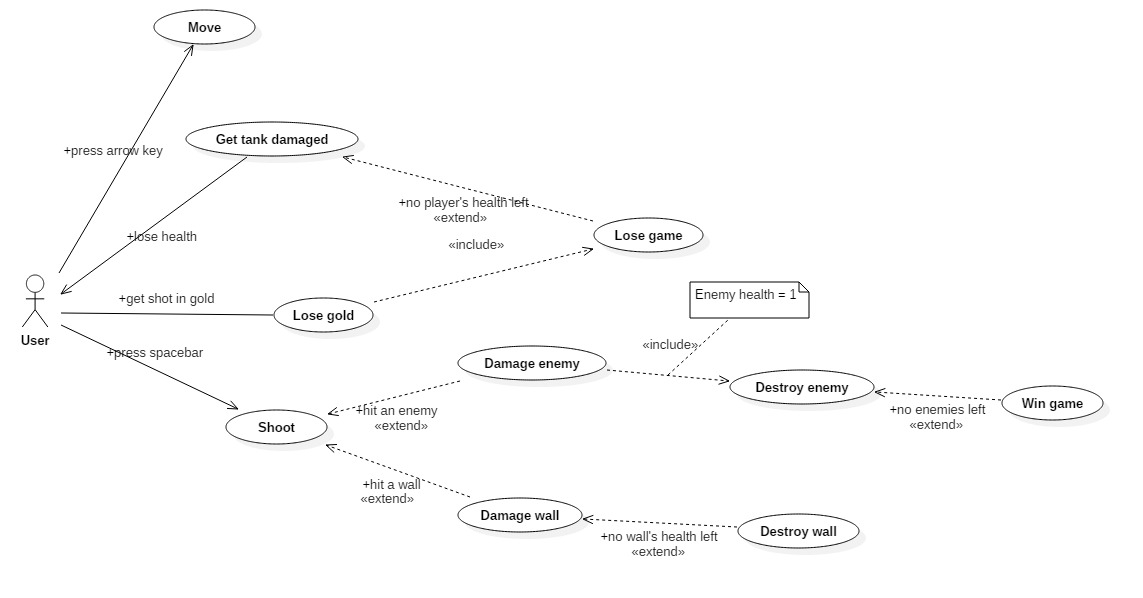 Move
+press arrow key
Get tank damaged
+no player's health left
«extend»
+lose health
Lose game
«include»
+get shot in gold
Lose gold
Enemy health = 1
User
+press spacebar
«include»
Damage enemy
Destroy enemy
Win game
+hit an enemy
«extend»
+no enemies left
«extend»
Shoot
+hit a wall
«extend»
Damage wall
Destroy wall
+no wall's health left
«extend»